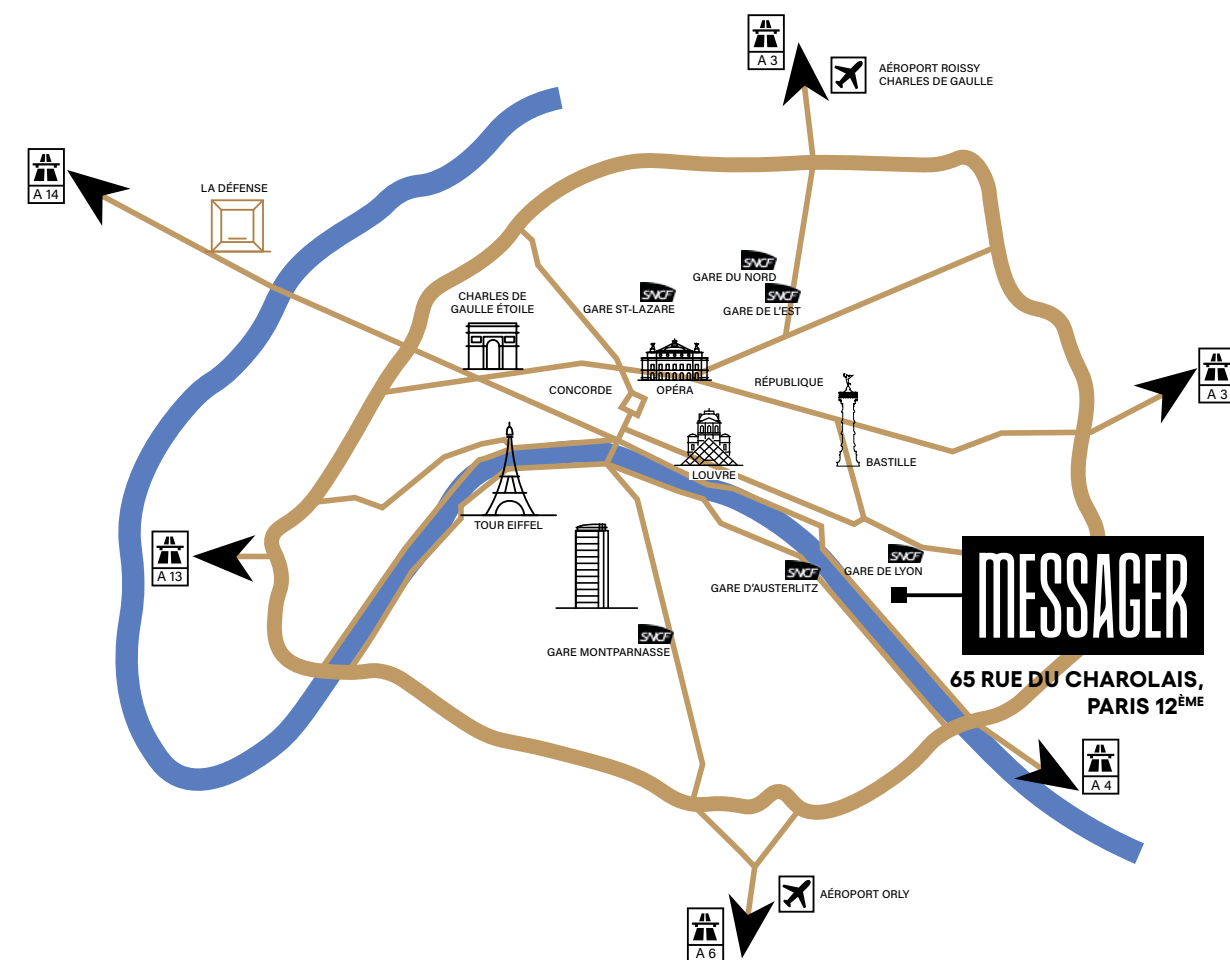 A 3
AÉROPORT ROISSY
CHARLES DE GAULLE
A 14
LA DÉFENSE
SNCF
GARE DU NORD
SNCF
GARE ST-LAZARE
SNCF
GARE DE L'EST
CHARLES DE
GAULLE ÉTOILE
CONCORDE
OPÉRA
RÉPUBLIQUE
A 3
LOUVRE
BASTILLE
TOUR EIFFEL
A 13
SNCF
GARE DE LYON
SNCF
GARE D'AUSTERLITZ
MESSAGER
SNCF
GARE MONTPARNASSE
65 RUE DU CHAROLAIS,
PARIS 12ÈME
A 4
AÉROPORT ORLY
A 6